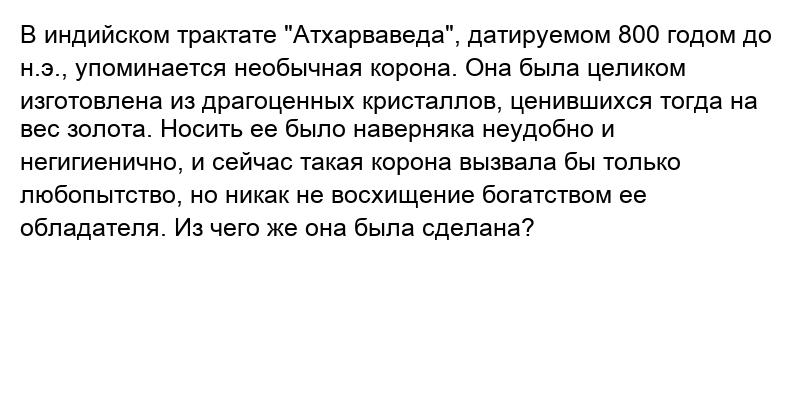 В индийском трактате "Атхарваведа", датируемом 800 годом до
н.э., упоминается необычная корона. Она была целиком
изготовлена из драгоценных кристаллов, ценившихся тогда на
вес золота. Носить ее было наверняка неудобно и
негигиенично, и сейчас такая корона вызвала бы только
любопытство, но никак не восхищение богатством ее
обладателя. Из чего же она была сделана?